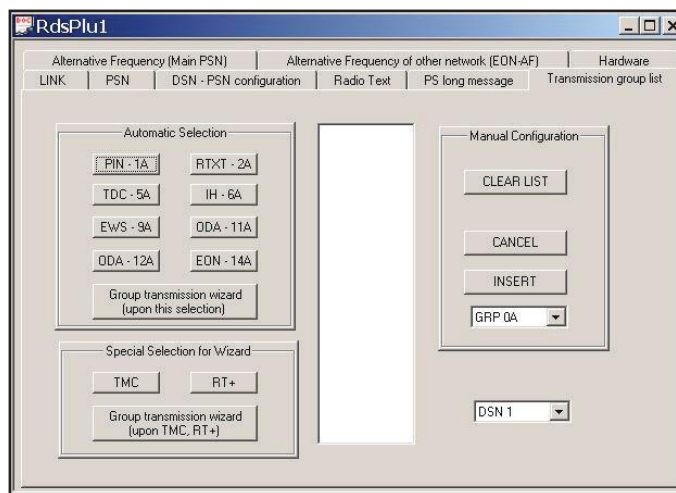 RdsPlu1
Alternative Frequency (Main PSN) Alternative Frequency of other network (EON-AF) Hardware
LINK PSN DSN - PSN configuration Radio Text PS long message Transmission group list
Automatic Selection
PIN - 1A RTXT - 2A
TDC - 5A IH - 6A
EWS - 9A ODA - 11A
ODA - 12A EON - 14A
Group transmission wizard
(upon this selection)
Special Selection for Wizard
TMC RT+
Group transmission wizard
(upon TMC, RT+)
Manual Configuration
CLEAR LIST
CANCEL
INSERT
GRP 0A
DSN 1